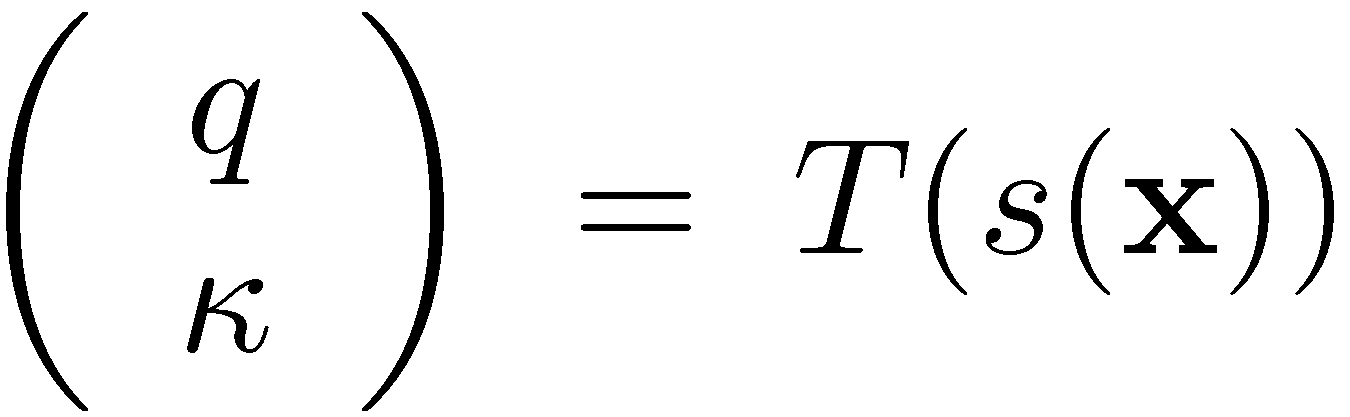 ( q
κ ) = T(s(x))